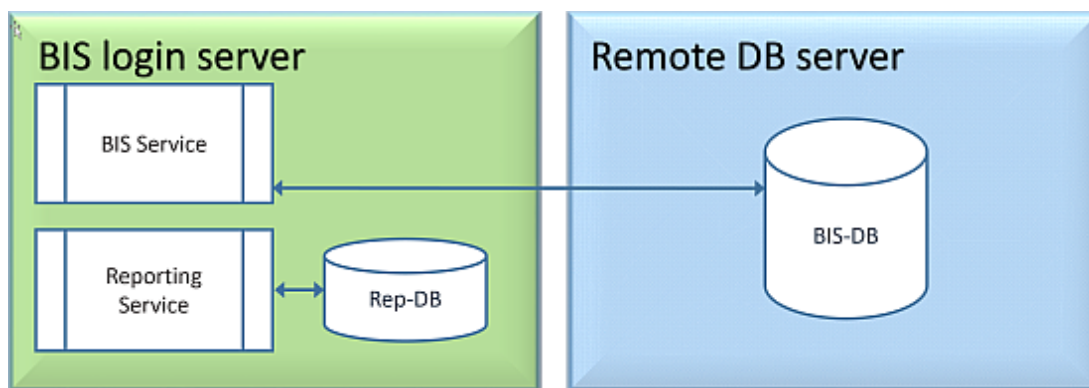 BIS login server
Remote DB server
BIS Service
BIS-DB
Reporting
Service
Rep-DB